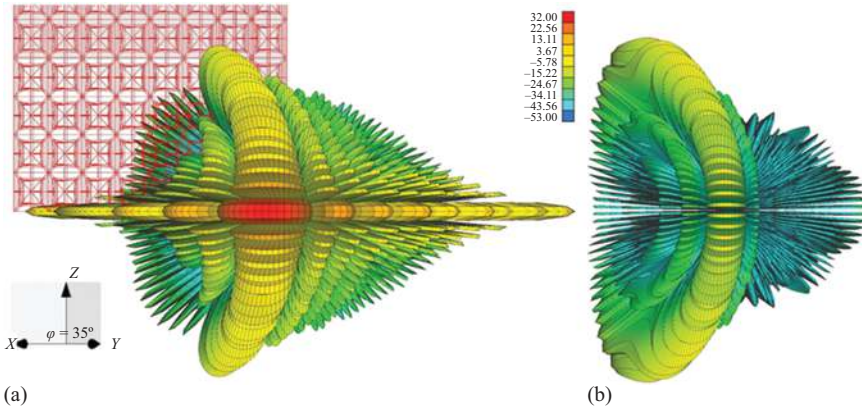 32.00
22.56
13.11
3.67
−5.78
−15.22
−24.67
−34.11
−43.56
−53.00
Z
φ = 35º
X
Y
(a)
(b)